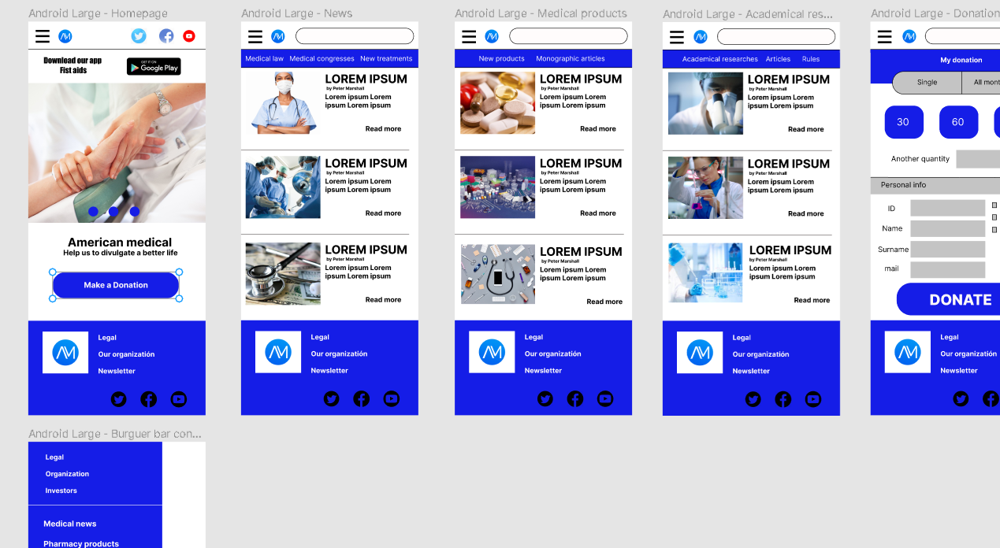 Android Large - Homepage
Download our app
Fist aids
GET IT ON
Google Play
American medical
Help us to divulgate a better life
Make a Donation
Legal
Our organizatión
Newsletter
Android Large - News
Medical law Medical congresses New treatments
LOREM IPSUM
by Peter Marshall
Lorem ipsum Lorem
ipsum Lorem ipsum
Read more
LOREM IPSUM
by Peter Marshall
Lorem ipsum Lorem
ipsum Lorem ipsum
Read more
LOREM IPSUM
by Peter Marshall
Lorem ipsum Lorem
ipsum Lorem ipsum
Read more
Legal
Our organizatión
Newsletter
Android Large - Medical products
New products Monographic articles
LOREM IPSUM
by Peter Marshall
Lorem ipsum Lorem
ipsum Lorem ipsum
Read more
LOREM IPSUM
by Peter Marshall
Lorem ipsum Lorem
ipsum Lorem ipsum
Read more
LOREM IPSUM
by Peter Marshall
Lorem ipsum Lorem
ipsum Lorem ipsum
Read more
Legal
Our organizatión
Newsletter
Android Large - Academical res...
Academical researches Articles Rules
LOREM IPSUM
by Peter Marshall
Lorem ipsum Lorem
ipsum Lorem ipsum
Read more
LOREM IPSUM
by Peter Marshall
Lorem ipsum Lorem
ipsum Lorem ipsum
Read more
LOREM IPSUM
by Peter Marshall
Lorem ipsum Lorem
ipsum Lorem ipsum
Read more
Legal
Our organizatión
Newsletter
Android Large - Donation
My donation
Single All mont
30 60
Another quantity
Personal info
ID
Name
Surname
mail
DONATE
Legal
Our organizatión
Newsletter
Android Large - Burguer bar con...
Legal
Organization
Investors
Medical news
Pharmacy products